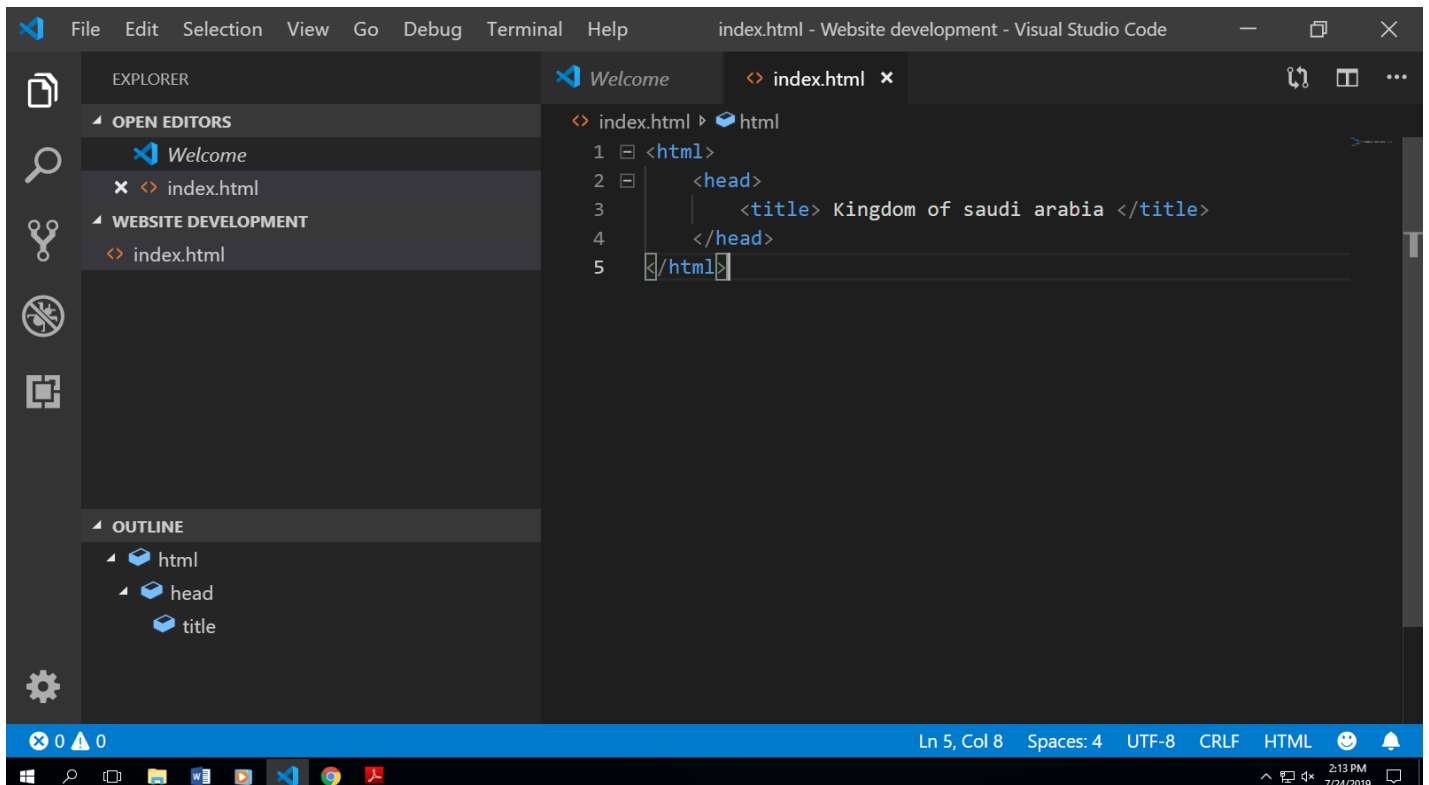 File Edit Selection View Go Debug Terminal Help index.html - Website development - Visual Studio Code
EXPLORER
OPEN EDITORS
Welcome
index.html
WEBSITE DEVELOPMENT
index.html
OUTLINE
html
head
title
Welcome index.html
index.html html
1 <html>
2 <head>
3 <title> Kingdom of saudi arabia </title>
4 </head>
5 </html>
0 0 Ln 5, Col 8 Spaces: 4 UTF-8 CRLF HTML
2:13 PM
7/24/2019